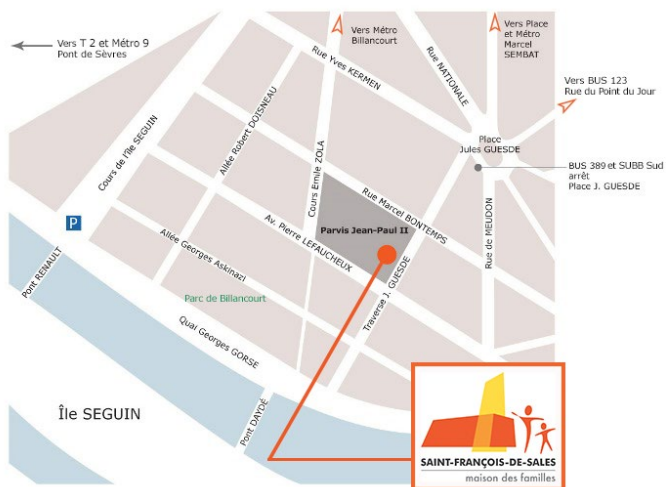 Vers T 2 et Métro 9
Pont de Sèvres
Vers Métro
Billancourt
Vers Place
et Métro
Marcel
SEMBAT
Rue Yves KERMEN
Rue NATIONALE
Vers BUS 123
Rue du Point du Jour
Cours de l'île SEGUIN
Allée Robert DOISNEAU
Cours Emile ZOLA
Place
Jules GUESDE
BUS 389 et SUBB Sud
arrêt
Place J. GUESDE
Rue Marcel BONTEMPS
Parvis Jean-Paul II
Rue de MEUDON
P
Av. Pierre LEFAUCHEUX
Allée Georges Askinazi
Pont RENAULT
Traverse J. GUESDE
Parc de Billancourt
Quai Georges GORSE
Île SEGUIN
Pont DAYDÉ
SAINT-FRANÇOIS-DE-SALES
maison des familles